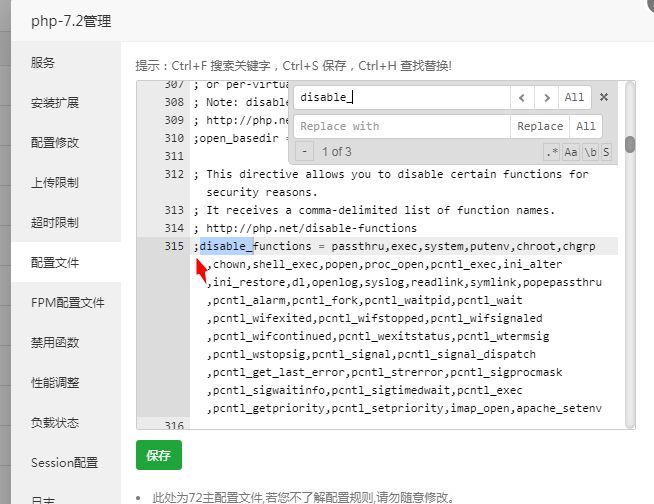 php-7.2管理
服务
安装扩展
配置修改
上传限制
超时限制
配置文件
FPM配置文件
禁用函数
性能调整
负载状态
Session配置
日志
提示：Ctrl+F 搜索关键字，Ctrl+S 保存，Ctrl+H 查找替换!
disable_
All
Replace with
Replace
All
-
1 of 3
.*
Aa
\b
S
307 ; or per-virtua
308 ; Note: disable
309 ; http://php.ne
310 ;open_basedir =
311
312 ; This directive allows you to disable certain functions for
security reasons.
313 ; It receives a comma-delimited list of function names.
314 ; http://php.net/disable-functions
315 ;disable_functions = passthru,exec,system,putenv,chroot,chgrp
,chown,shell_exec,popen,proc_open,pcntl_exec,ini_alter
,ini_restore,dl,openlog,syslog,readlink,symlink,popepassthru
,pcntl_alarm,pcntl_fork,pcntl_waitpid,pcntl_wait
,pcntl_wifexited,pcntl_wifstopped,pcntl_wifsignaled
,pcntl_wifcontinued,pcntl_wexitstatus,pcntl_wtermsig
,pcntl_wstopsig,pcntl_signal,pcntl_signal_dispatch
,pcntl_get_last_error,pcntl_strerror,pcntl_sigprocmask
,pcntl_sigwaitinfo,pcntl_sigtimedwait,pcntl_exec
,pcntl_getpriority,pcntl_setpriority,imap_open,apache_setenv
316
保存
此处为72主配置文件,若您不了解配置规则,请勿随意修改。